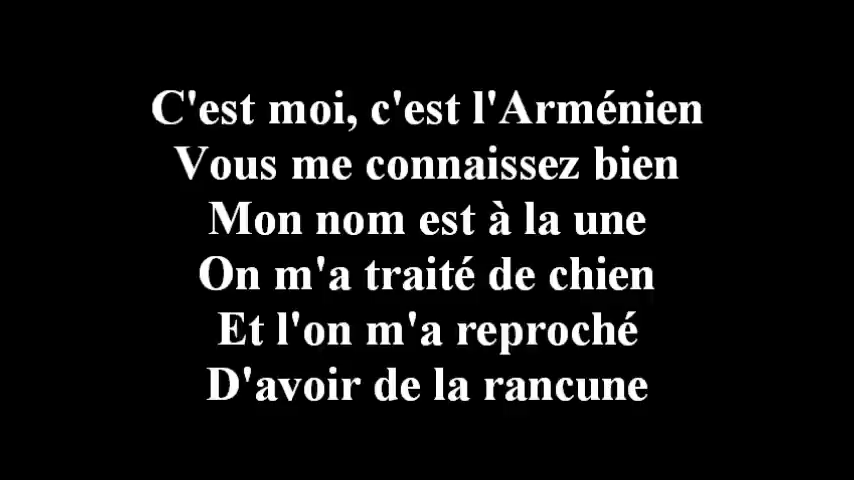 C'est moi, c'est l'Arménien
Vous me connaissez bien
Mon nom est à la une
On m'a traité de chien
Et l'on m'a reproché
D'avoir de la rancune